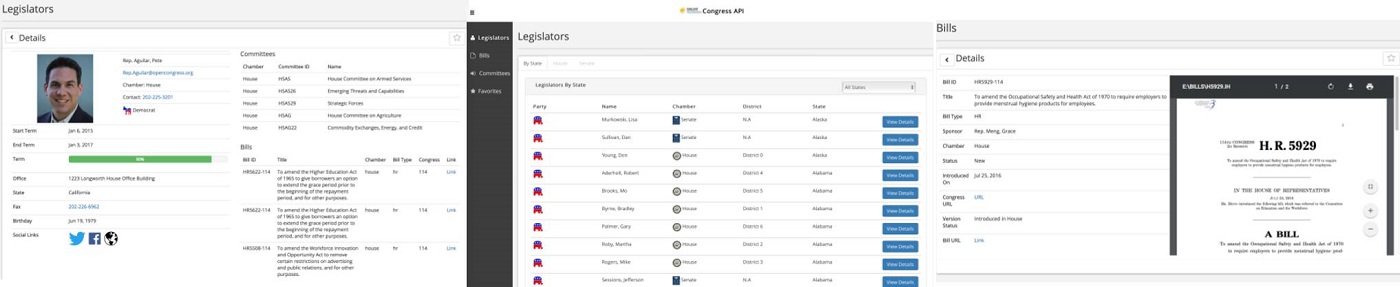 Legislators
Details
Rep. Aguilar, Pete
Rep.Aguilar@opencongress.org
Chamber: House
Contact: 202-225-3201
Democrat
Start Term Jan 6, 2015
End Term Jan 3, 2017
Term
Office 1223 Longworth House Office Building
State California
Fax 202-226-6962
Birthday Jun 19, 1979
Social Links
Committees
Chamber Committee ID Name
House HSAS House Committee on Armed Services
House HSAS26 Emerging Threats and Capabilities
House HSAS29 Strategic Forces
House HSAG House Committee on Agriculture
House HSAG22 Commodity Exchanges, Energy, and Credit
Bills
Bill ID Title Chamber Bill Type Congress Link
HR5622-114 To amend the Higher Education Act house hr 114 Link
of 1965 to give borrowers an option
to extend the grace period prior to
the beginning of the repayment
period, and for other purposes.
HR5622-114 To amend the Higher Education Act house hr 114 Link
of 1965 to give borrowers an option
to extend the grace period prior to
the beginning of the repayment
period, and for other purposes.
HR5508-114 To amend the Workforce Innovation house hr 114 Link
and Opportunity Act to remove
certain restrictions on advertising
and public relations, and for other
purposes.
Congress API
Legislators
Bills
Committees
Favorites
Legislators
By State House Senate
Legislators By State All States
Party Name Chamber District State
Murkowski, Lisa Senate N.A Alaska View Details
Sullivan, Dan Senate N.A Alaska View Details
Young, Don House District 0 Alaska View Details
Aderholt, Robert House District 4 Alabama View Details
Brooks, Mo House District 5 Alabama View Details
Byrne, Bradley House District 1 Alabama View Details
Palmer, Gary House District 6 Alabama View Details
Roby, Martha House District 2 Alabama View Details
Rogers, Mike House District 3 Alabama View Details
Sessions, Jefferson Senate N.A Alabama View Details
Bills
Details
Bill ID HR5929-114
Title To amend the Occupational Safety and Health Act of 1970 to require employers to
provide menstrual hygiene products for employees.
Bill Type HR
Sponsor Rep. Meng, Grace
Chamber House
Status New
Introduced On Jul 25, 2016
Congress URL URL
Version Status Introduced in House
Bill URL Link
E:\BILLS\H5929.IH 1 / 2
114th CONGRESS
2d Session
H. R. 5929
To amend the Occupational Safety and Health Act of 1970 to require
employers to provide menstrual hygiene products for employees.
IN THE HOUSE OF REPRESENTATIVES
A BILL
To amend the Occupational Safety and Health Act of 1970
to require employers to provide menstrual hygiene prod-